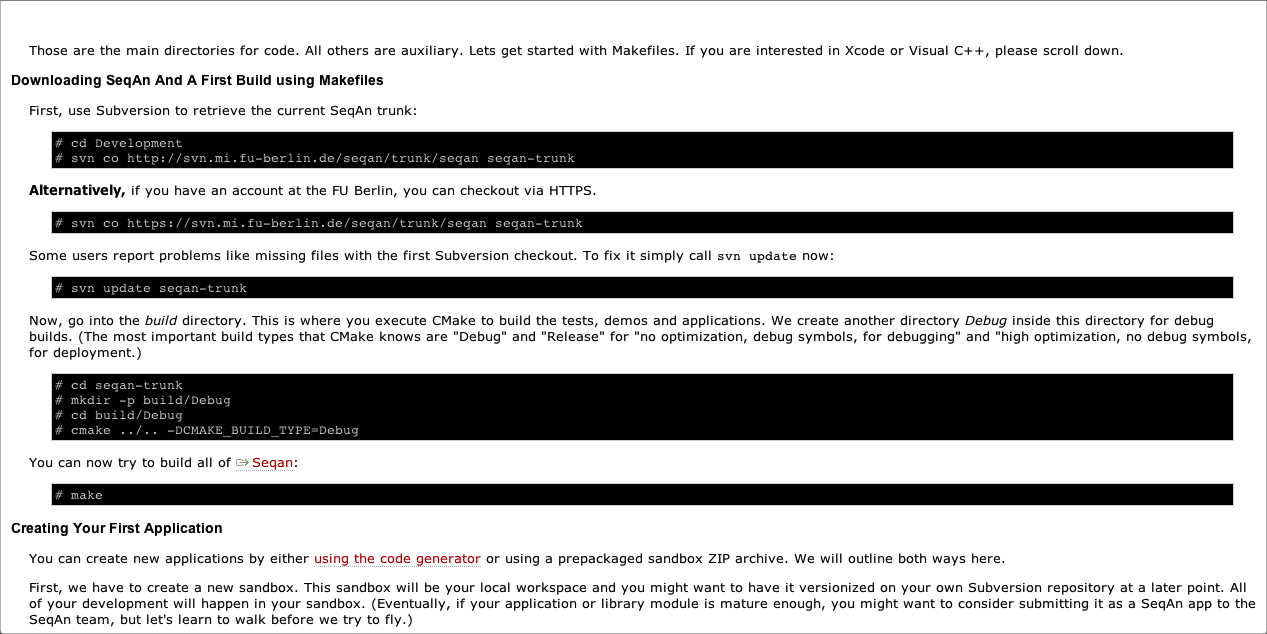 Those are the main directories for code. All others are auxiliary. Lets get started with Makefiles. If you are interested in Xcode or Visual C++, please scroll down.
Downloading SeqAn And A First Build using Makefiles
First, use Subversion to retrieve the current SeqAn trunk:
# cd Development
# svn co http://svn.mi.fu-berlin.de/seqan/trunk/seqan seqan-trunk
Alternatively, if you have an account at the FU Berlin, you can checkout via HTTPS.
# svn co https://svn.mi.fu-berlin.de/seqan/trunk/seqan seqan-trunk
Some users report problems like missing files with the first Subversion checkout. To fix it simply call svn update now:
# svn update seqan-trunk
Now, go into the build directory. This is where you execute CMake to build the tests, demos and applications. We create another directory Debug inside this directory for debug
builds. (The most important build types that CMake knows are "Debug" and "Release" for "no optimization, debug symbols, for debugging" and "high optimization, no debug symbols,
for deployment.)
# cd seqan-trunk
# mkdir -p build/Debug
# cd build/Debug
# cmake ../.. -DCMAKE_BUILD_TYPE=Debug
You can now try to build all of Seqan:
# make
Creating Your First Application
You can create new applications by either using the code generator or using a prepackaged sandbox ZIP archive. We will outline both ways here.
First, we have to create a new sandbox. This sandbox will be your local workspace and you might want to have it versionized on your own Subversion repository at a later point. All
of your development will happen in your sandbox. (Eventually, if your application or library module is mature enough, you might want to consider submitting it as a SeqAn app to the
SeqAn team, but let's learn to walk before we try to fly.)